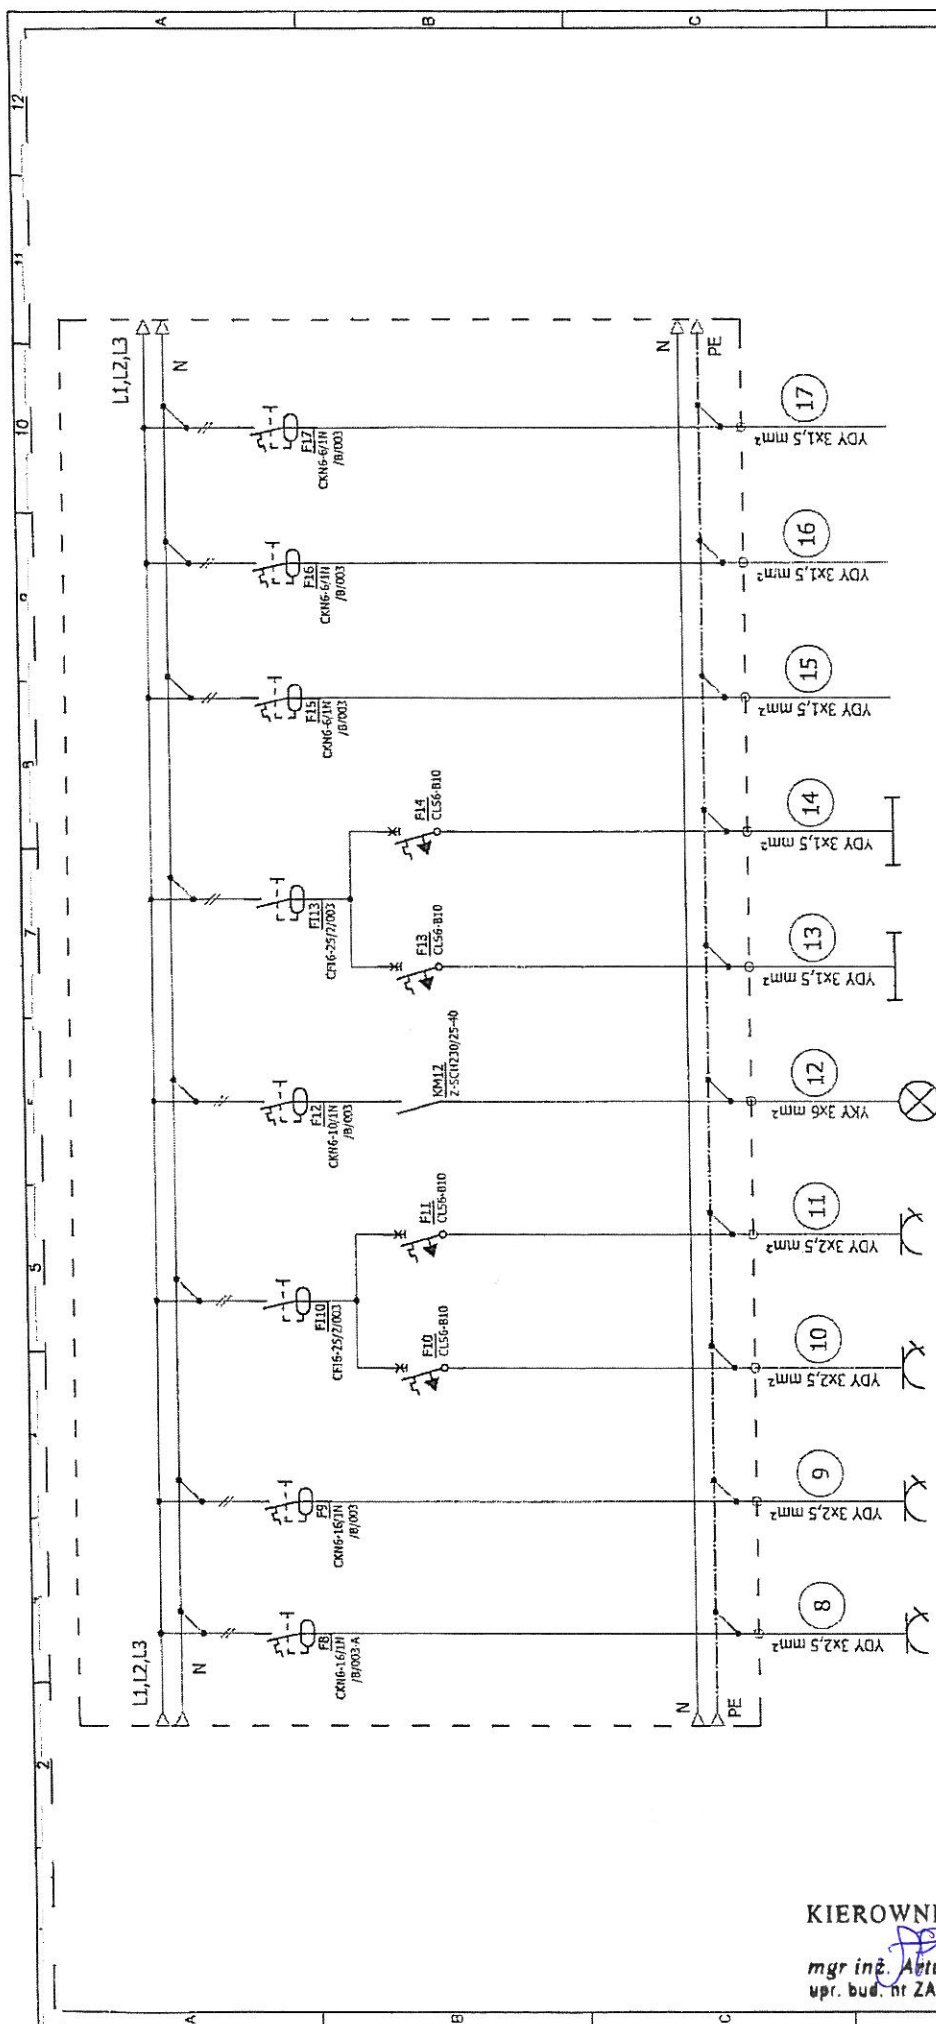 A
B
C
12
11
10
9
8
7
5
2
L1,L2,L3
N
N
PE
F17
CKN6-6/1N
/B/003
17
YDY 3x1,5 mm²
F16
CKN6-6/1N
/B/003
16
YDY 3x1,5 mm²
F15
CKN6-6/1N
/B/003
15
YDY 3x1,5 mm²
F14
CLS6-B10
14
YDY 3x1,5 mm²
FI13
CFI6-25/2/003
F13
CLS6-B10
13
YDY 3x1,5 mm²
F12
CKN6-10/1N
/B/003
KM12
Z-SCH230/25-40
12
YKY 3x6 mm²
F11
CLS6-B10
11
YDY 3x2,5 mm²
FI10
CFI6-25/2/003
F10
CLS6-B10
10
YDY 3x2,5 mm²
F9
CKN6-16/1N
/B/003
9
YDY 3x2,5 mm²
F8
CKN6-16/1N
/B/003-A
8
YDY 3x2,5 mm²
L1,L2,L3
N
N
PE
A
B
C
KIEROWN
mgr inż.
upr. bud. nr ZA